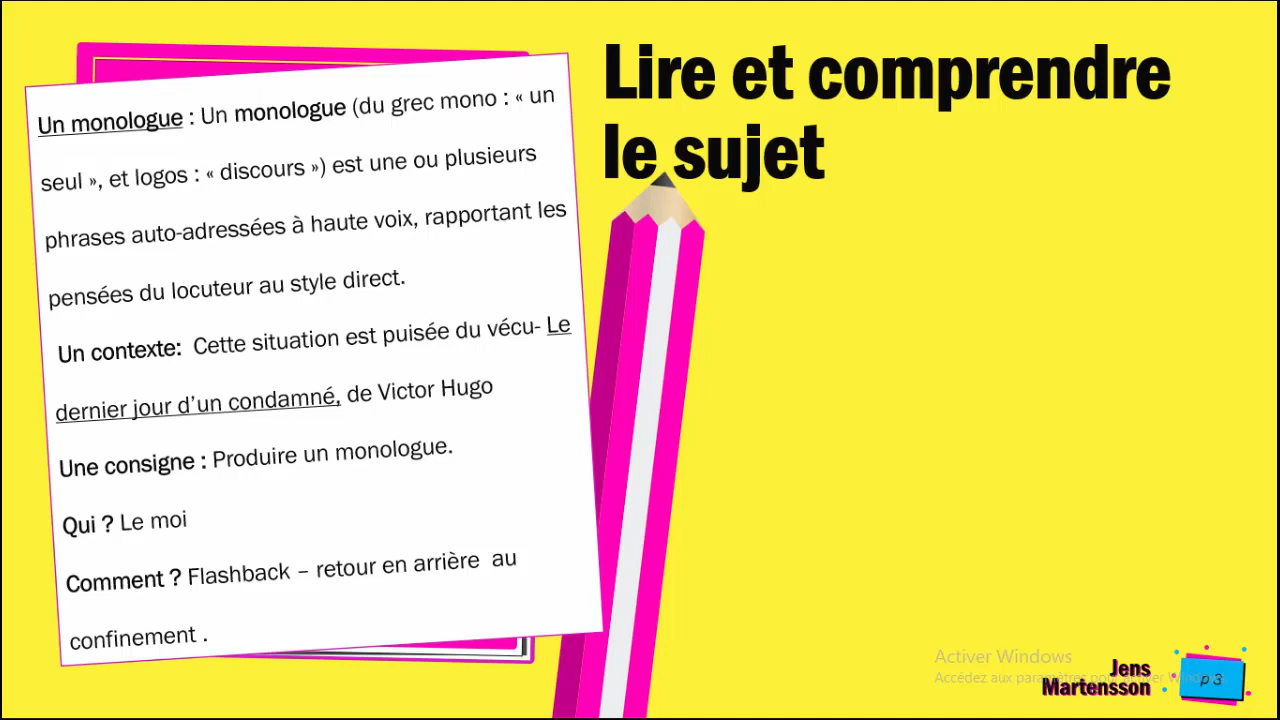 Lire et comprendre
le sujet
Un monologue : Un monologue (du grec mono : « un
seul », et logos : « discours ») est une ou plusieurs
phrases auto-adressées à haute voix, rapportant les
pensées du locuteur au style direct.
Un contexte: Cette situation est puisée du vécu- Le
dernier jour d’un condamné, de Victor Hugo
Une consigne : Produire un monologue.
Qui ? Le moi
Comment ? Flashback – retour en arrière au
confinement .
Activer Windows
Accédez aux paramètres pour activer Windows.
Jens
Martensson
p 3